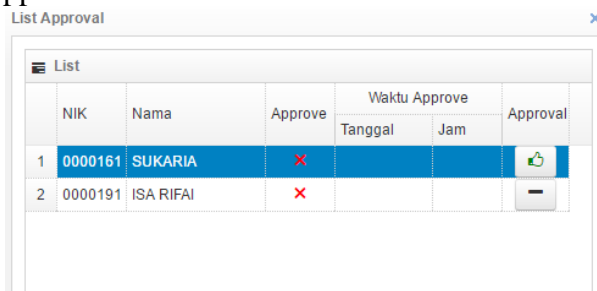 List Approval
List
NIK Nama Approve Waktu Approve Approval
Tanggal Jam
1 0000161 SUKARIA
2 0000191 ISA RIFAI